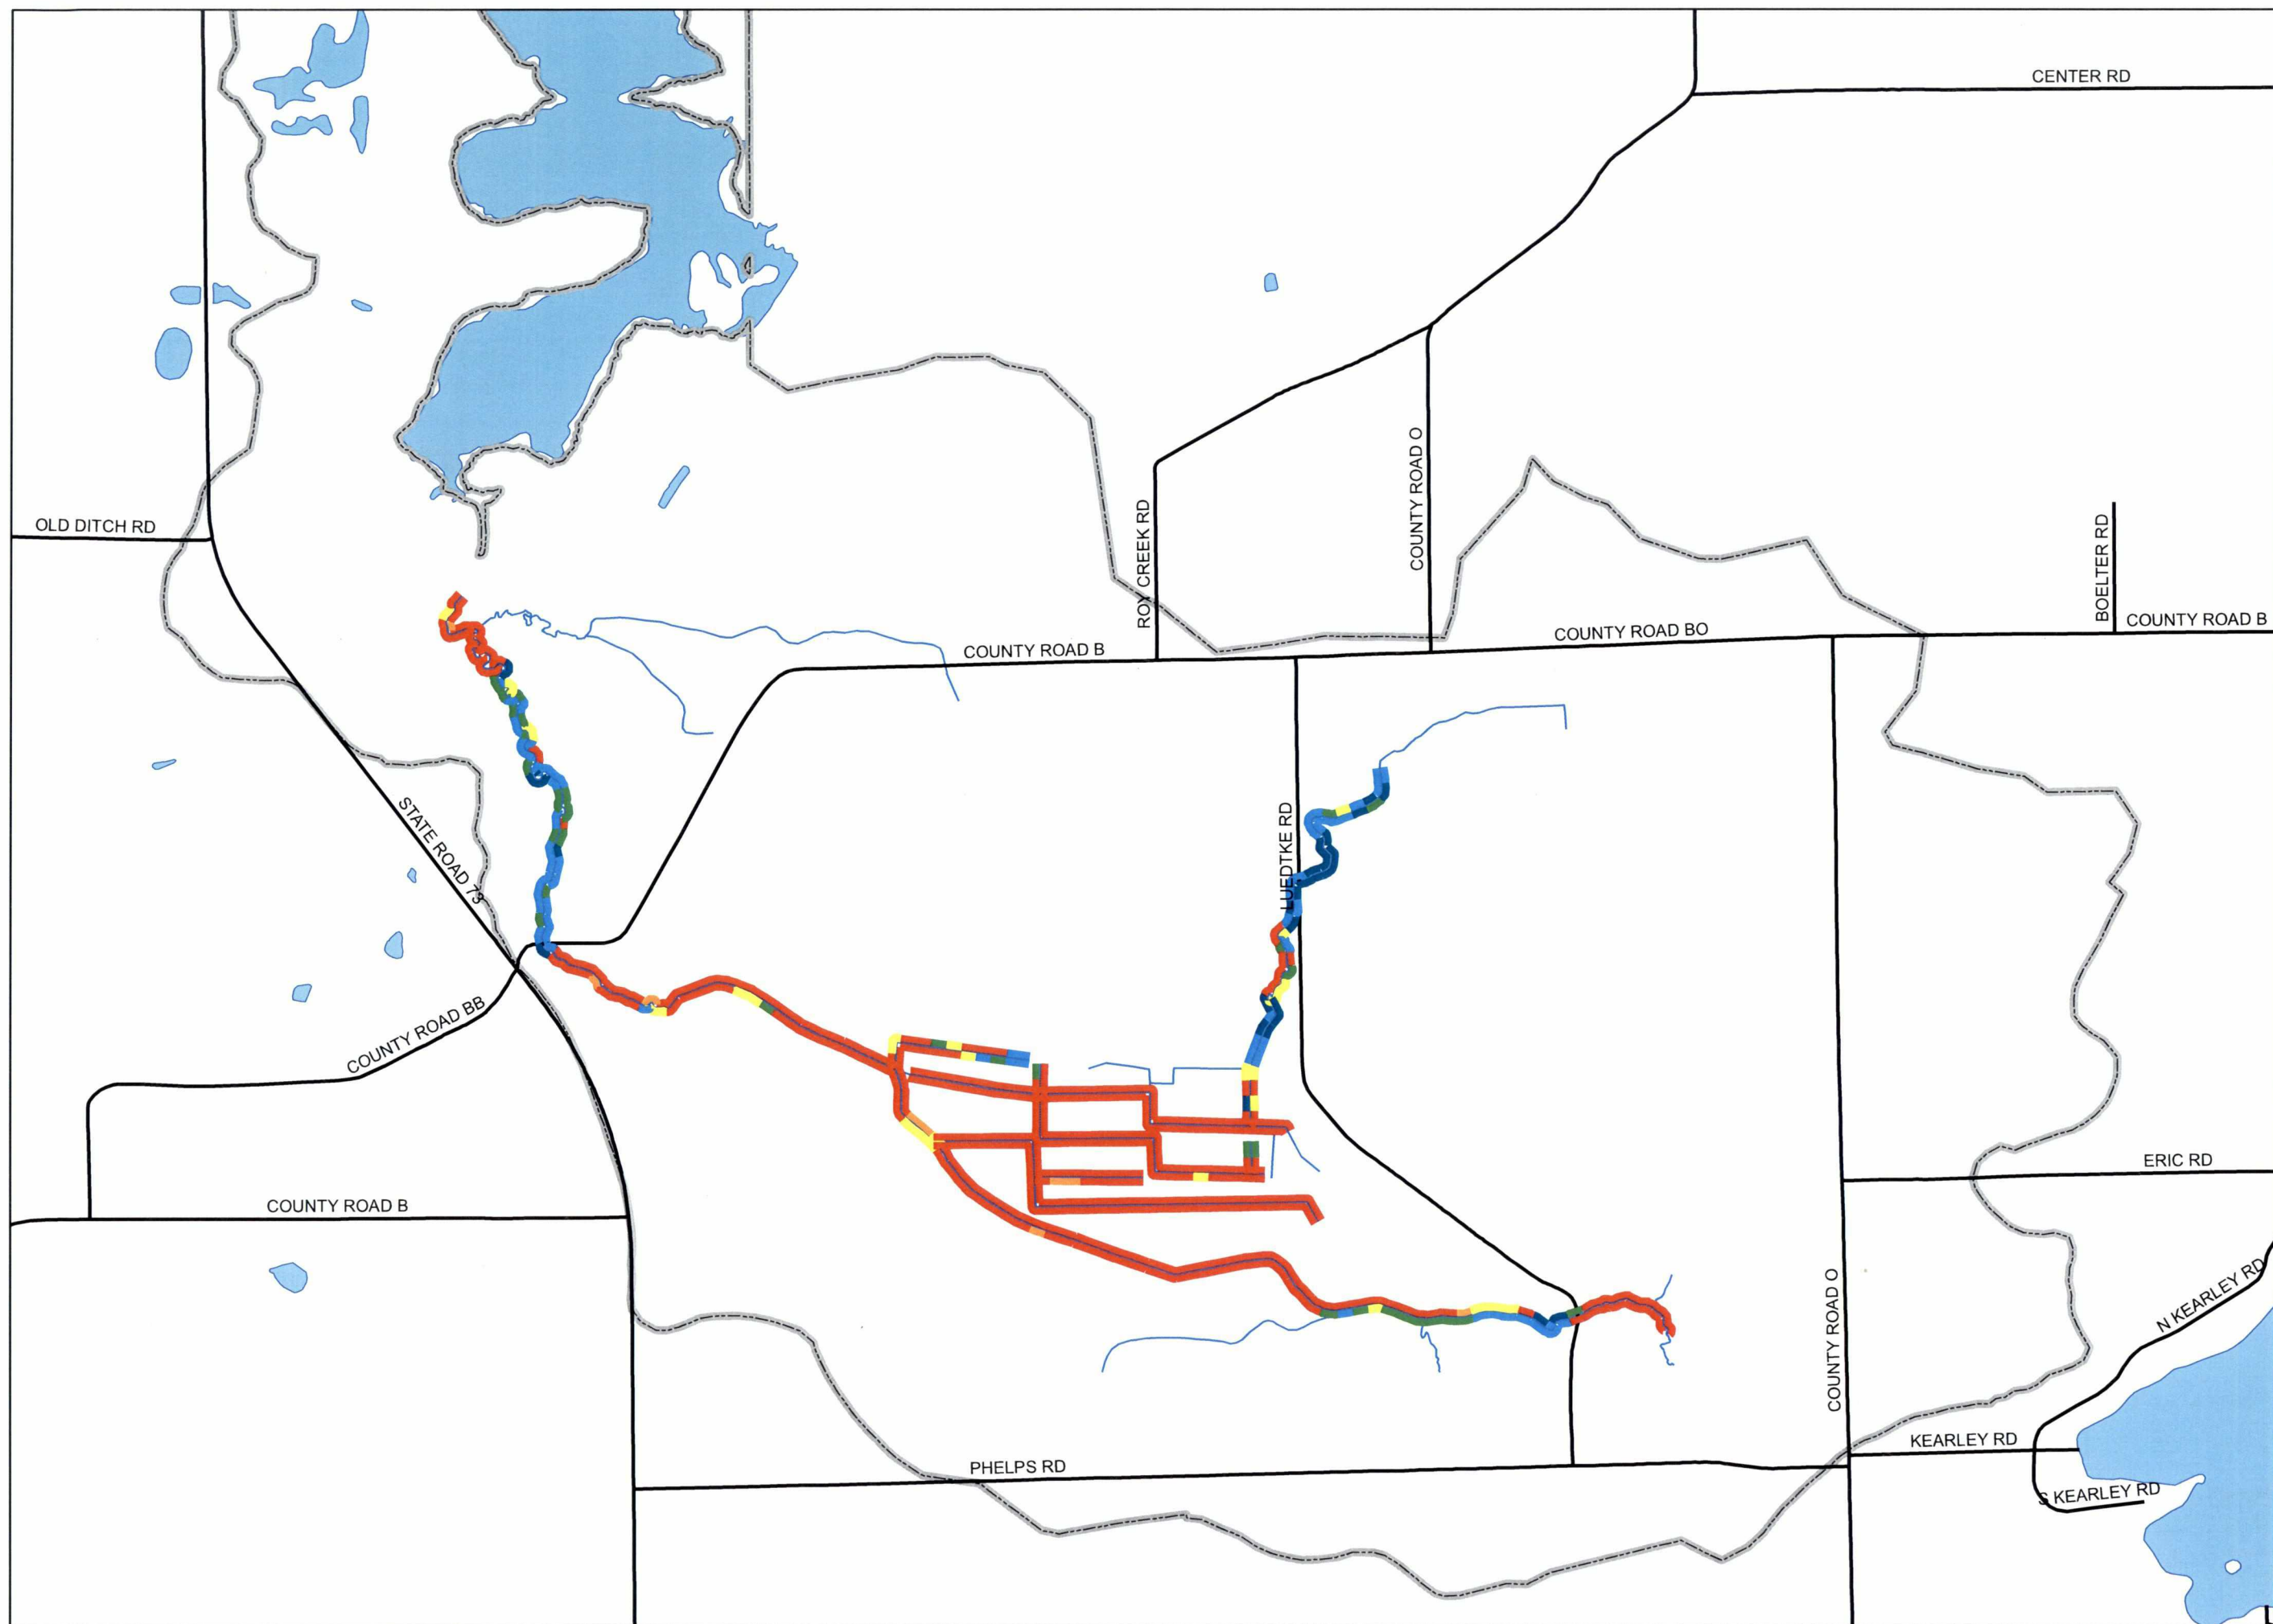 CENTER RD
OLD DITCH RD
ROY CREEK RD
COUNTY ROAD O
BOELTER RD
COUNTY ROAD B
COUNTY ROAD BO
COUNTY ROAD B
STATE ROAD 73
LUEDTKE RD
COUNTY ROAD BB
COUNTY ROAD B
ERIC RD
N KEARLEY RD
COUNTY ROAD O
KEARLEY RD
PHELPS RD
S KEARLEY RD